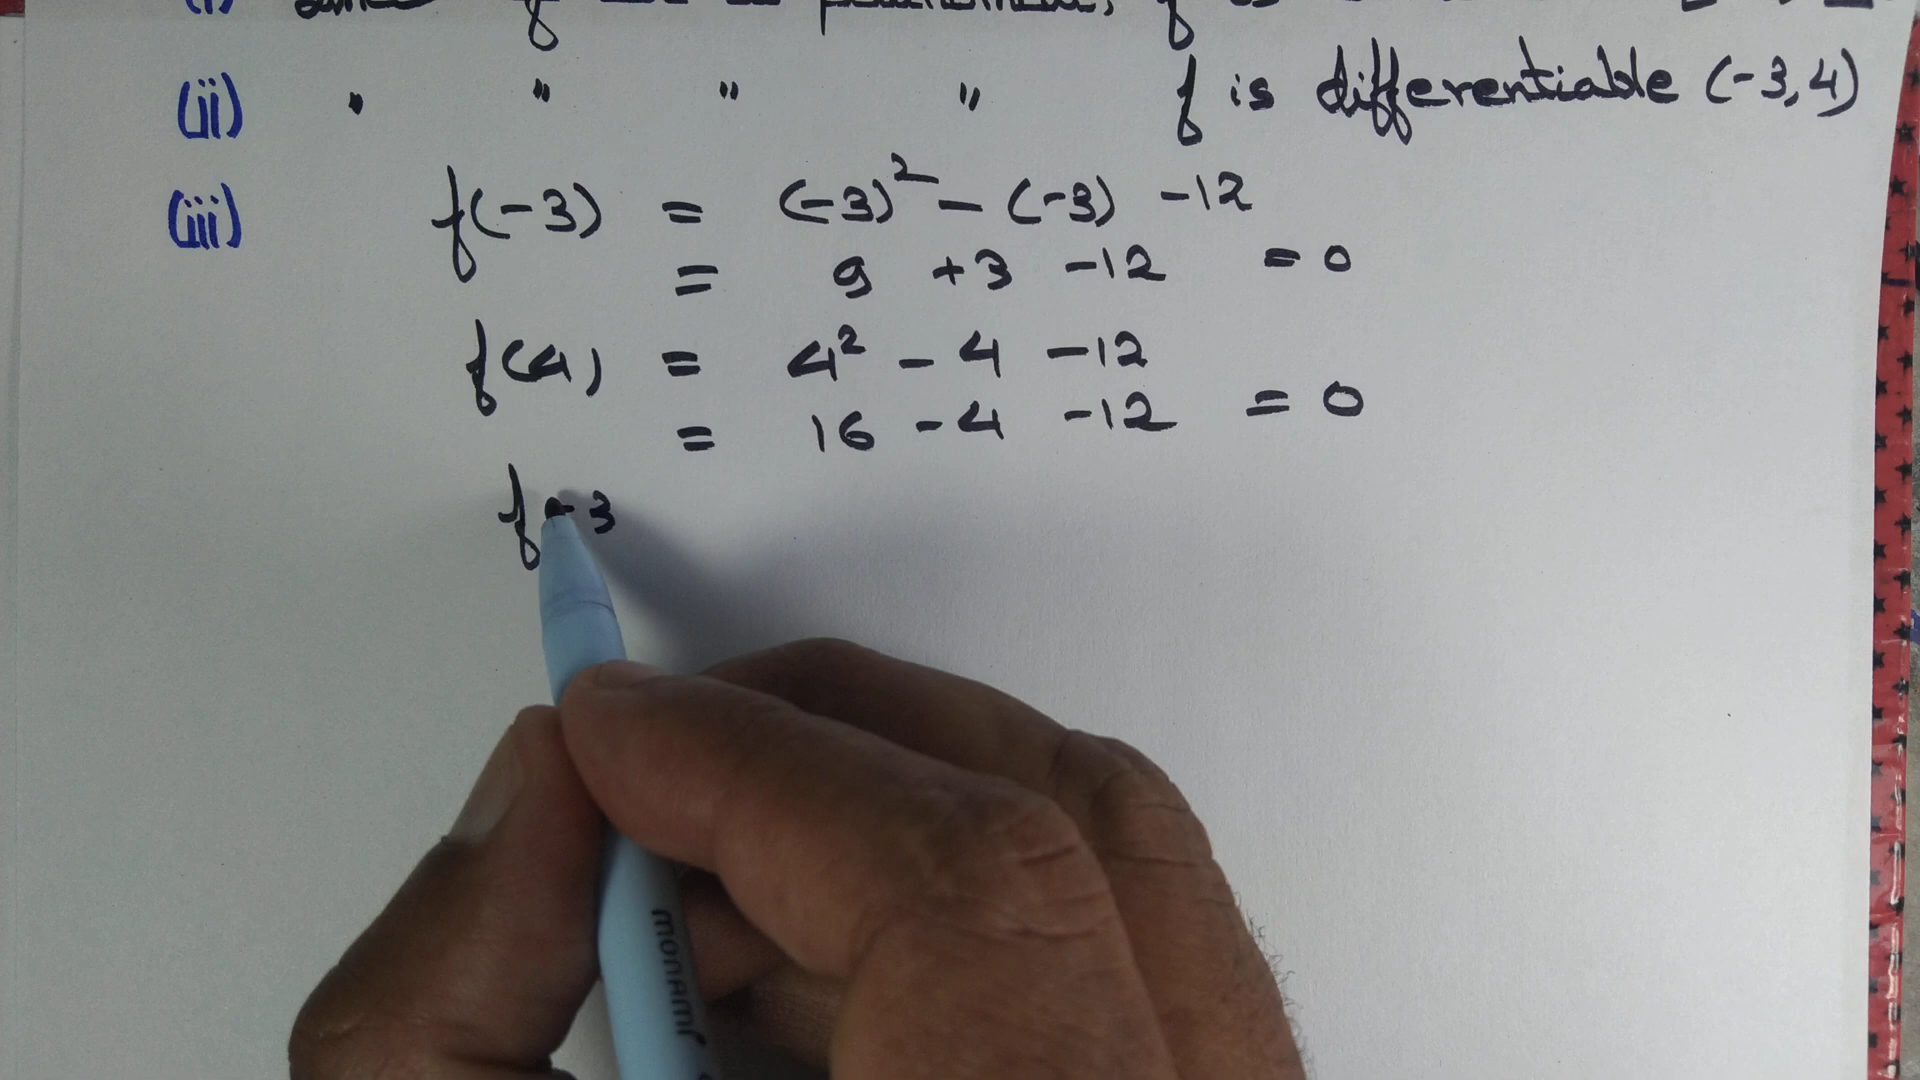 (ii) " " " " f is differentiable (-3,4)
(iii) f(-3) = (-3)² - (-3) -12
= 9 +3 -12 = 0
f(4) = 4² - 4 -12
= 16 - 4 -12 = 0
f -3
monami